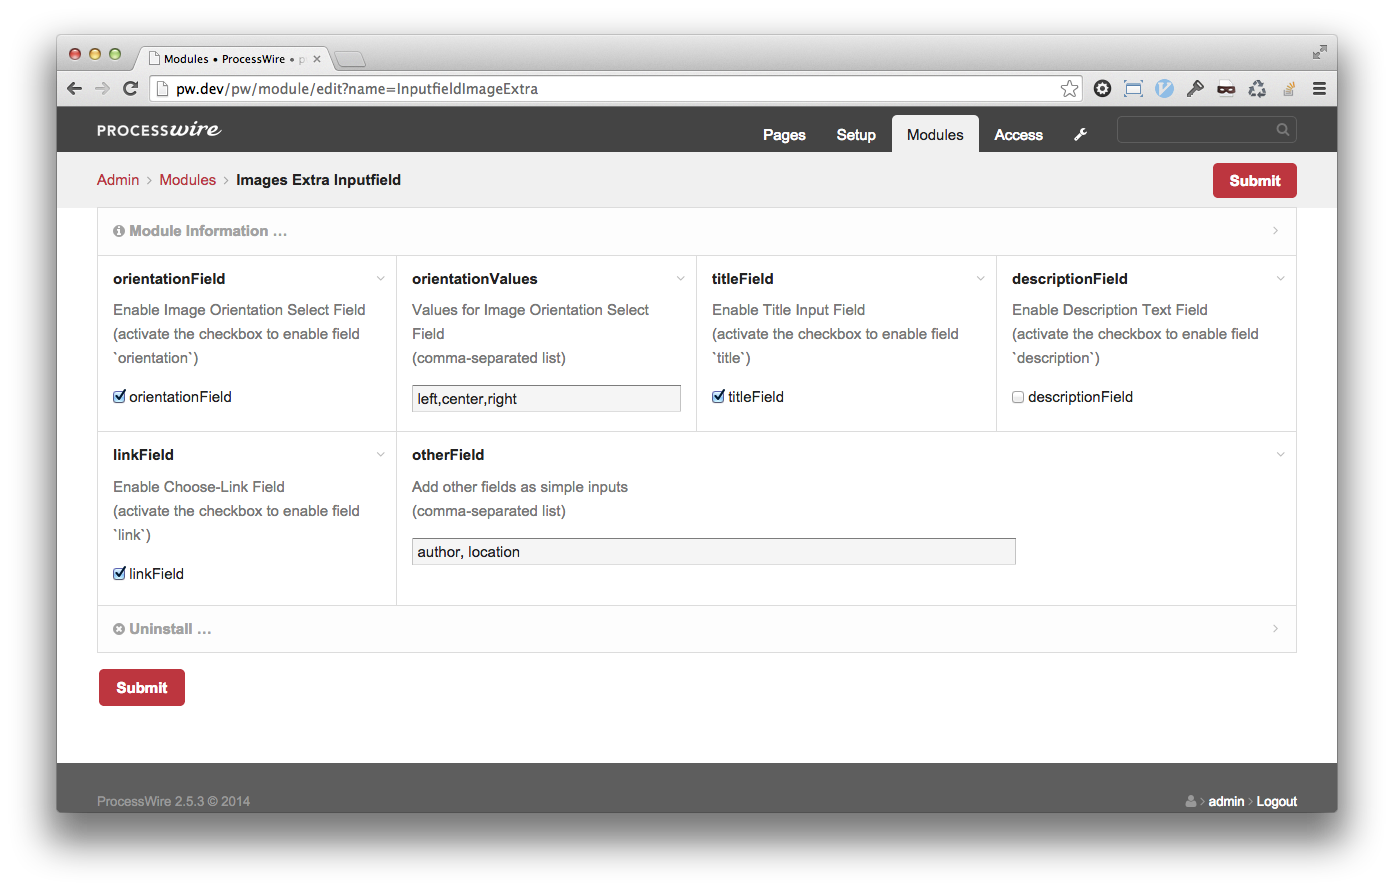 Modules • ProcessWire • p
pw.dev/pw/module/edit?name=InputfieldImageExtra
PROCESSwire
Pages Setup Modules Access
Admin > Modules > Images Extra Inputfield
Submit
Module Information ...
orientationField
Enable Image Orientation Select Field
(activate the checkbox to enable field
`orientation`)
orientationField
orientationValues
Values for Image Orientation Select
Field
(comma-separated list)
left,center,right
titleField
Enable Title Input Field
(activate the checkbox to enable field
`title`)
titleField
descriptionField
Enable Description Text Field
(activate the checkbox to enable field
`description`)
descriptionField
linkField
Enable Choose-Link Field
(activate the checkbox to enable field
`link`)
linkField
otherField
Add other fields as simple inputs
(comma-separated list)
author, location
Uninstall ...
Submit
ProcessWire 2.5.3 © 2014
admin > Logout